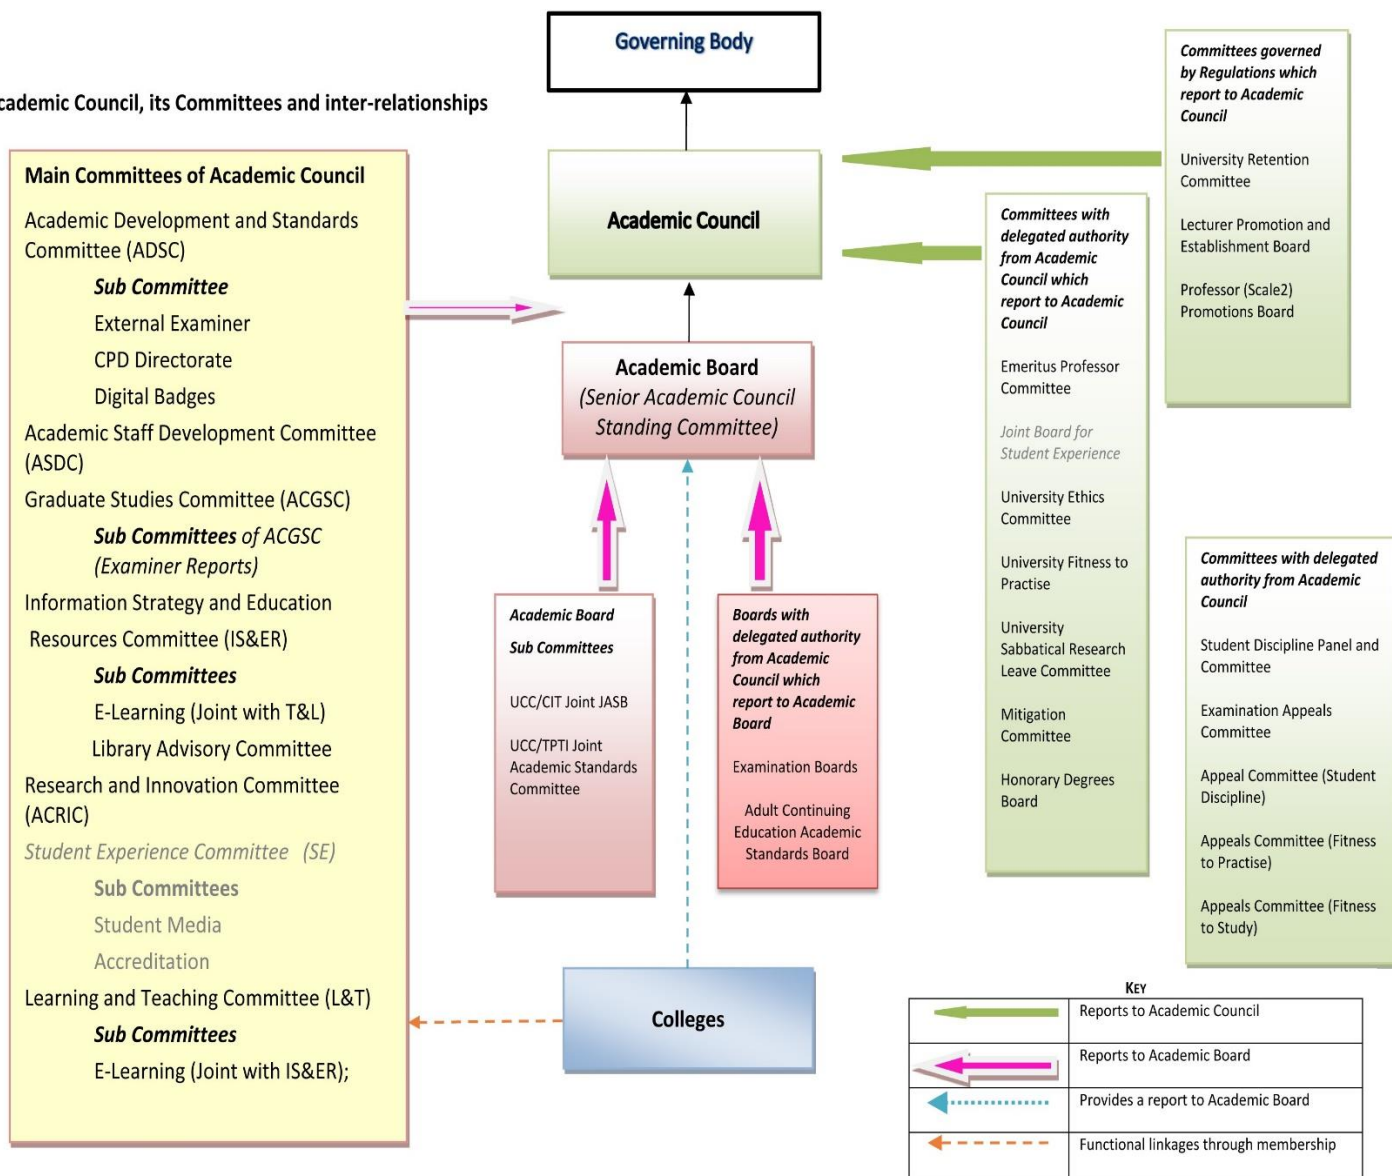 Governing Body
cademic Council, its Committees and inter-relationships
Main Committees of Academic Council
Academic Development and Standards
Committee (ADSC)
Sub Committee
External Examiner
CPD Directorate
Digital Badges
Academic Staff Development Committee
(ASDC)
Graduate Studies Committee (ACGSC)
Sub Committees of ACGSC
(Examiner Reports)
Information Strategy and Education
Resources Committee (IS&ER)
Sub Committees
E-Learning (Joint with T&L)
Library Advisory Committee
Research and Innovation Committee
(ACRIC)
Student Experience Committee (SE)
Sub Committees
Student Media
Accreditation
Learning and Teaching Committee (L&T)
Sub Committees
E-Learning (Joint with IS&ER);
Academic Council
Academic Board
(Senior Academic Council
Standing Committee)
Academic Board
Sub Committees
UCC/CIT Joint JASB
UCC/TPTI Joint
Academic Standards
Committee
Boards with
delegated authority
from Academic
Council which
report to Academic
Board
Examination Boards
Adult Continuing
Education Academic
Standards Board
Colleges
Committees with
delegated authority
from Academic
Council which
report to Academic
Council
Emeritus Professor
Committee
Joint Board for
Student Experience
University Ethics
Committee
University Fitness to
Practise
University
Sabbatical Research
Leave Committee
Mitigation
Committee
Honorary Degrees
Board
Committees governed
by Regulations which
report to Academic
Council
University Retention
Committee
Lecturer Promotion and
Establishment Board
Professor (Scale2)
Promotions Board
Committees with delegated
authority from Academic
Council
Student Discipline Panel and
Committee
Examination Appeals
Committee
Appeal Committee (Student
Discipline)
Appeals Committee (Fitness
to Practise)
Appeals Committee (Fitness
to Study)
KEY
Reports to Academic Council
Reports to Academic Board
Provides a report to Academic Board
Functional linkages through membership